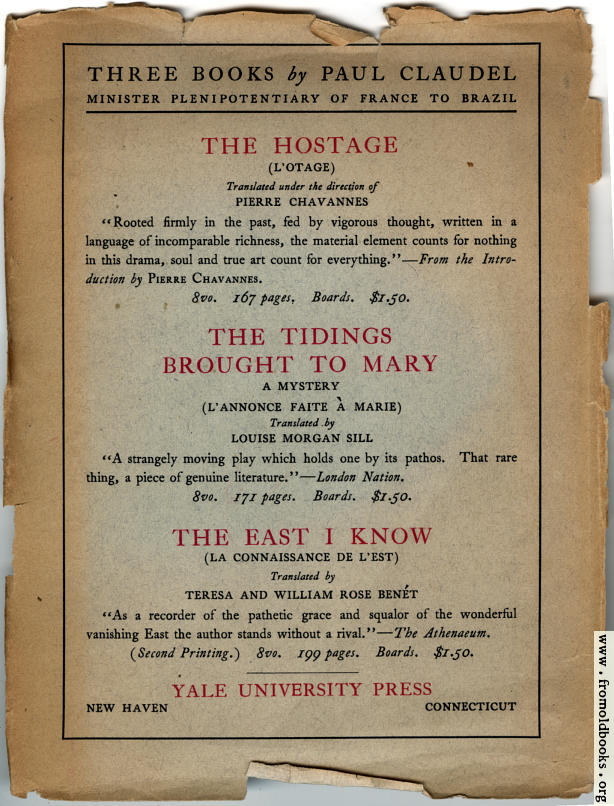 THREE BOOKS by PAUL CLAUDEL
MINISTER PLENIPOTENTIARY OF FRANCE TO BRAZIL
THE HOSTAGE
(L'OTAGE)
Translated under the direction of
PIERRE CHAVANNES
“Rooted firmly in the past, fed by vigorous thought, written in a
language of incomparable richness, the material element counts for nothing
in this drama, soul and true art count for everything.”—From the Intro-
duction by PIERRE CHAVANNES.
8vo. 167 pages. Boards. $1.50.
THE TIDINGS
BROUGHT TO MARY
A MYSTERY
(L'ANNONCE FAITE À MARIE)
Translated by
LOUISE MORGAN SILL
“A strangely moving play which holds one by its pathos. That rare
thing, a piece of genuine literature.”—London Nation.
8vo. 171 pages. Boards. $1.50.
THE EAST I KNOW
(LA CONNAISSANCE DE L'EST)
Translated by
TERESA AND WILLIAM ROSE BENÉT
“As a recorder of the pathetic grace and squalor of the wonderful
vanishing East the author stands without a rival.”—The Athenaeum.
(Second Printing.) 8vo. 199 pages. Boards. $1.50.
YALE UNIVERSITY PRESS
NEW HAVEN CONNECTICUT
www.fromoldbooks.org